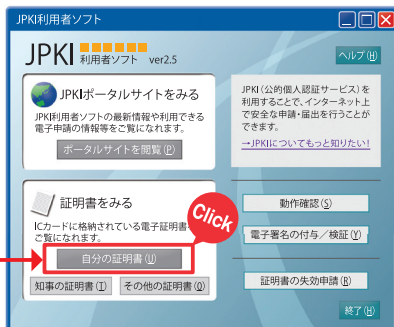 JPKI利用者ソフト
JPKI 利用者ソフト ver2.5
ヘルプ(H)
JPKIポータルサイトをみる
JPKI利用者ソフトの最新情報や利用できる
電子申請の情報等をご覧になれます。
ポータルサイトを閲覧(P)
JPKI(公的個人認証サービス)を
利用することで、インターネット上
で安全な申請・届出を行うことが
できます。
→JPKIについてもっと知りたい!
証明書をみる
ICカードに格納されている電子証明書
ご覧になれます。
Click
自分の証明書(U)
知事の証明書(T) その他の証明書(O)
動作確認(S)
電子署名の付与/検証(Y)
証明書の失効申請(R)
終了(H)